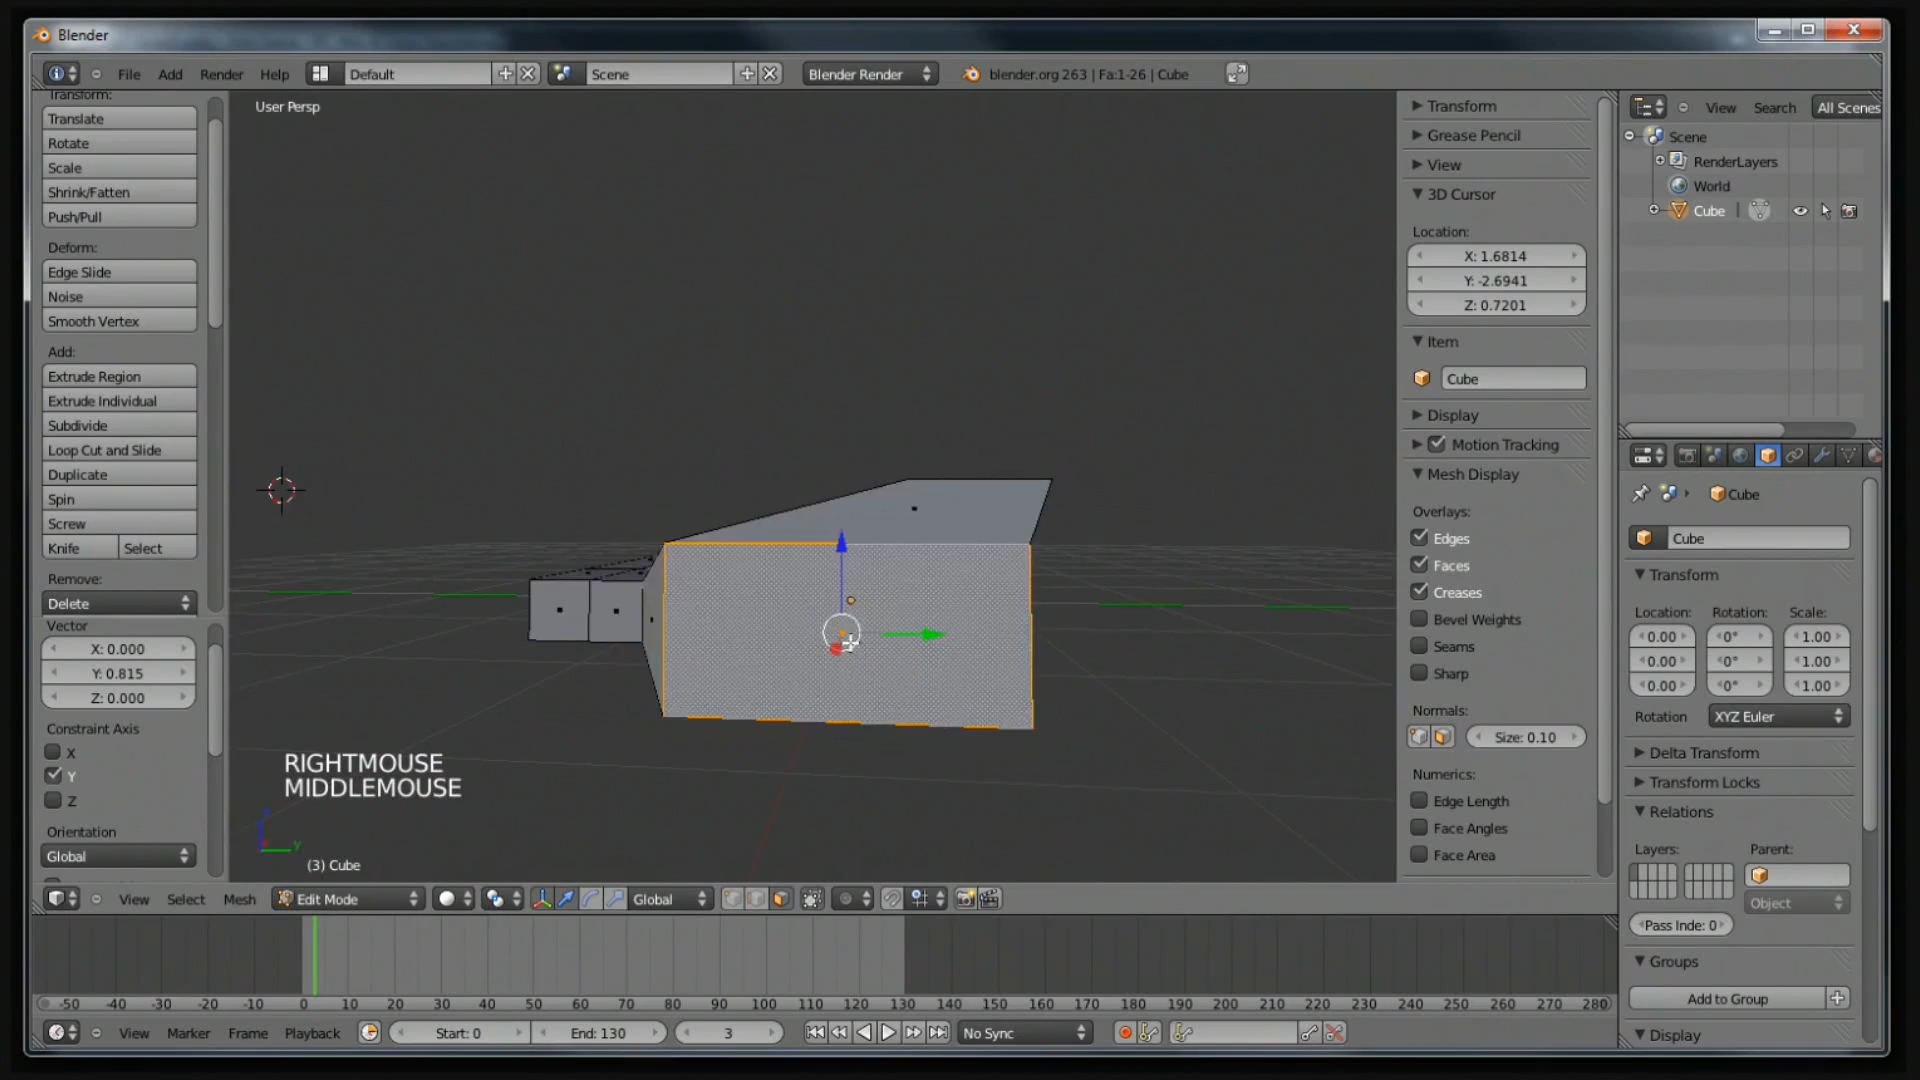 Blender
File Add Render Help Default Scene Blender Render blender.org 263 | Fa:1-26 | Cube
Transform:
Translate
Rotate
Scale
Shrink/Fatten
Push/Pull
Deform:
Edge Slide
Noise
Smooth Vertex
Add:
Extrude Region
Extrude Individual
Subdivide
Loop Cut and Slide
Duplicate
Spin
Screw
Knife Select
Remove:
Delete
Vector
X: 0.000
Y: 0.815
Z: 0.000
Constraint Axis
X
Y
Z
Orientation
Global
User Persp
RIGHTMOUSE
MIDDLEMOUSE
y
(3) Cube
Transform
Grease Pencil
View
3D Cursor
Location:
X: 1.6814
Y: -2.6941
Z: 0.7201
Item
Cube
Display
Motion Tracking
Mesh Display
Overlays:
Edges
Faces
Creases
Bevel Weights
Seams
Sharp
Normals:
Size: 0.10
Numerics:
Edge Length
Face Angles
Face Area
View Search All Scenes
Scene
RenderLayers
World
Cube
Cube
Cube
Transform
Location: Rotation: Scale:
0.00 0° 1.00
0.00 0° 1.00
0.00 0° 1.00
Rotation XYZ Euler
Delta Transform
Transform Locks
Relations
Layers: Parent:
Object
Pass Inde: 0
Groups
Add to Group
Display
View Select Mesh Edit Mode Global
-50 -40 -30 -20 -10 0 10 20 30 40 50 60 70 80 90 100 110 120 130 140 150 160 170 180 190 200 210 220 230 240 250 260 270 280
View Marker Frame Playback Start: 0 End: 130 3 No Sync